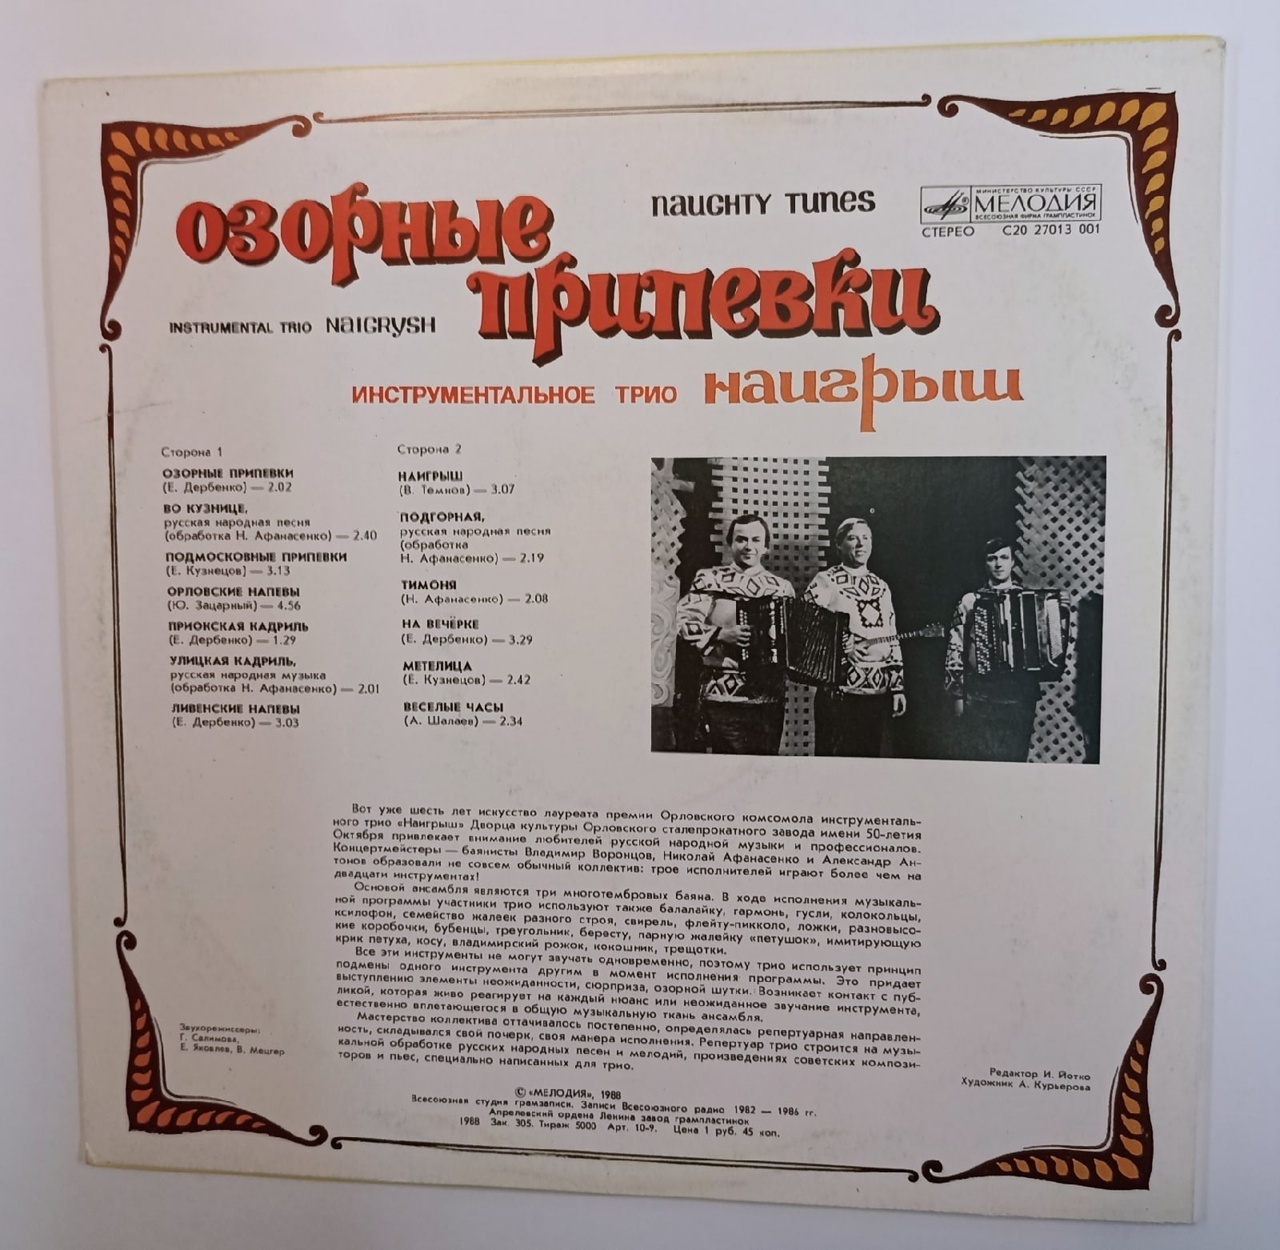 ОЗОРНЫЕ
NAUGHTY TUNES
МИНИСТЕРСТВО КУЛЬТУРЫ СССР
МЕЛОДИЯ
ВСЕСОЮЗНАЯ ФИРМА ГРАМПЛАСТИНОК
СТЕРЕО С20 27013 001
ПРИПЕВКИ
INSTRUMENTAL TRIO NAIGRYSH
ИНСТРУМЕНТАЛЬНОЕ ТРИО НАИГРЫШ
Сторона 1
ОЗОРНЫЕ ПРИПЕВКИ
(Е. Дербенко) — 2.02
ВО КУЗНИЦЕ,
русская народная песня
(обработка Н. Афанасенко) — 2.40
ПОДМОСКОВНЫЕ ПРИПЕВКИ
(Е. Кузнецов) — 3.13
ОРЛОВСКИЕ НАПЕВЫ
(Ю. Зацарный) — 4.56
ПРИОКСКАЯ КАДРИЛЬ
(Е. Дербенко) — 1.29
УЛИЦКАЯ КАДРИЛЬ,
русская народная музыка
(обработка Н. Афанасенко) — 2.01
ЛИВЕНСКИЕ НАПЕВЫ
(Е. Дербенко) — 3.03
Сторона 2
НАИГРЫШ
(В. Темнов) — 3.07
ПОДГОРНАЯ,
русская народная песня
(обработка
Н. Афанасенко) — 2.19
ТИМОНЯ
(Н. Афанасенко) — 2.08
НА ВЕЧЁРКЕ
(Е. Дербенко) — 3.29
МЕТЕЛИЦА
(Е. Кузнецов) — 2.42
ВЕСЕЛЫЕ ЧАСЫ
(А. Шалаев) — 2.34
Вот уже шесть лет искусство лауреата премии Орловского комсомола инструменталь-
ного трио «Наигрыш» Дворца культуры Орловского сталепрокатного завода имени 50-летия
Октября привлекает внимание любителей русской народной музыки и профессионалов.
Концертмейстеры — баянисты Владимир Воронцов, Николай Афанасенко и Александр Ан-
тонов образовали не совсем обычный коллектив: трое исполнителей играют более чем на
двадцати инструментах!
Основой ансамбля являются три многотембровых баяна. В ходе исполнения музыкаль-
ной программы участники трио используют также балалайку, гармонь, гусли, колокольцы,
ксилофон, семейство жалеек разного строя, свирель, флейту-пикколо, ложки, разновысо-
кие коробочки, бубенцы, треугольник, бересту, парную жалейку «петушок», имитирующую
крик петуха, косу, владимирский рожок, кокошник, трещотки.
Все эти инструменты не могут звучать одновременно, поэтому трио использует принцип
подмены одного инструмента другим в момент исполнения программы. Это придает
выступлению элементы неожиданности, сюрприза, озорной шутки. Возникает контакт с пуб-
ликой, которая живо реагирует на каждый нюанс или неожиданное звучание инструмента,
естественно вплетающегося в общую музыкальную ткань ансамбля.
Мастерство коллектива оттачивалось постепенно, определялась репертуарная направлен-
ность, складывался свой почерк, своя манера исполнения. Репертуар трио строится на музы-
кальной обработке русских народных песен и мелодий, произведениях советских компози-
торов и пьес, специально написанных для трио.
Звукорежиссеры:
Г. Салимова,
Е. Яковлев, В. Мецгер
Редактор И. Йотко
Художник А. Курьерова
© «МЕЛОДИЯ», 1988
Всесоюзная студия грамзаписи. Записи Всесоюзного радио 1982 — 1986 гг.
Апрелевский ордена Ленина завод грампластинок
1988 Зак. 305. Тираж 5000 Арт. 10-9. Цена 1 руб. 45 коп.